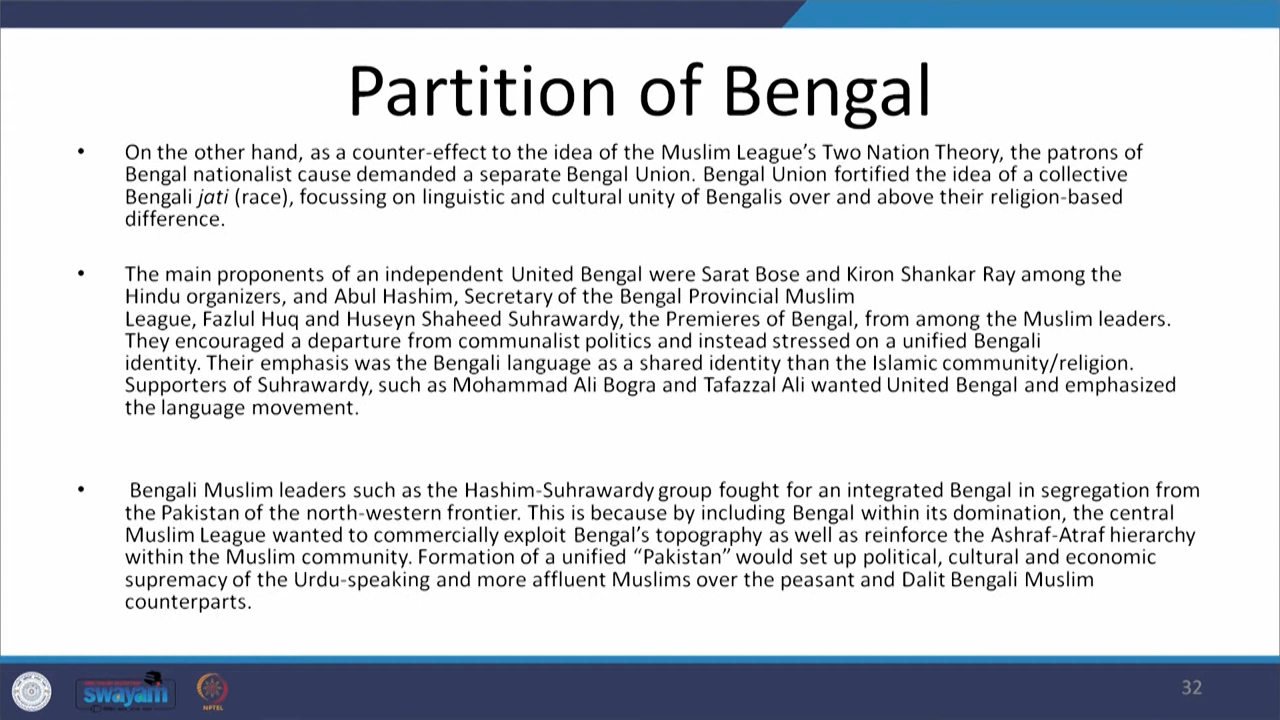 Partition of Bengal
• On the other hand, as a counter-effect to the idea of the Muslim League’s Two Nation Theory, the patrons of
Bengal nationalist cause demanded a separate Bengal Union. Bengal Union fortified the idea of a collective
Bengali jati (race), focussing on linguistic and cultural unity of Bengalis over and above their religion-based
difference.
• The main proponents of an independent United Bengal were Sarat Bose and Kiron Shankar Ray among the
Hindu organizers, and Abul Hashim, Secretary of the Bengal Provincial Muslim
League, Fazlul Huq and Huseyn Shaheed Suhrawardy, the Premieres of Bengal, from among the Muslim leaders.
They encouraged a departure from communalist politics and instead stressed on a unified Bengali
identity. Their emphasis was the Bengali language as a shared identity than the Islamic community/religion.
Supporters of Suhrawardy, such as Mohammad Ali Bogra and Tafazzal Ali wanted United Bengal and emphasized
the language movement.
• Bengali Muslim leaders such as the Hashim-Suhrawardy group fought for an integrated Bengal in segregation from
the Pakistan of the north-western frontier. This is because by including Bengal within its domination, the central
Muslim League wanted to commercially exploit Bengal’s topography as well as reinforce the Ashraf-Atraf hierarchy
within the Muslim community. Formation of a unified “Pakistan” would set up political, cultural and economic
supremacy of the Urdu-speaking and more affluent Muslims over the peasant and Dalit Bengali Muslim
counterparts.
swayam
NPTEL
32